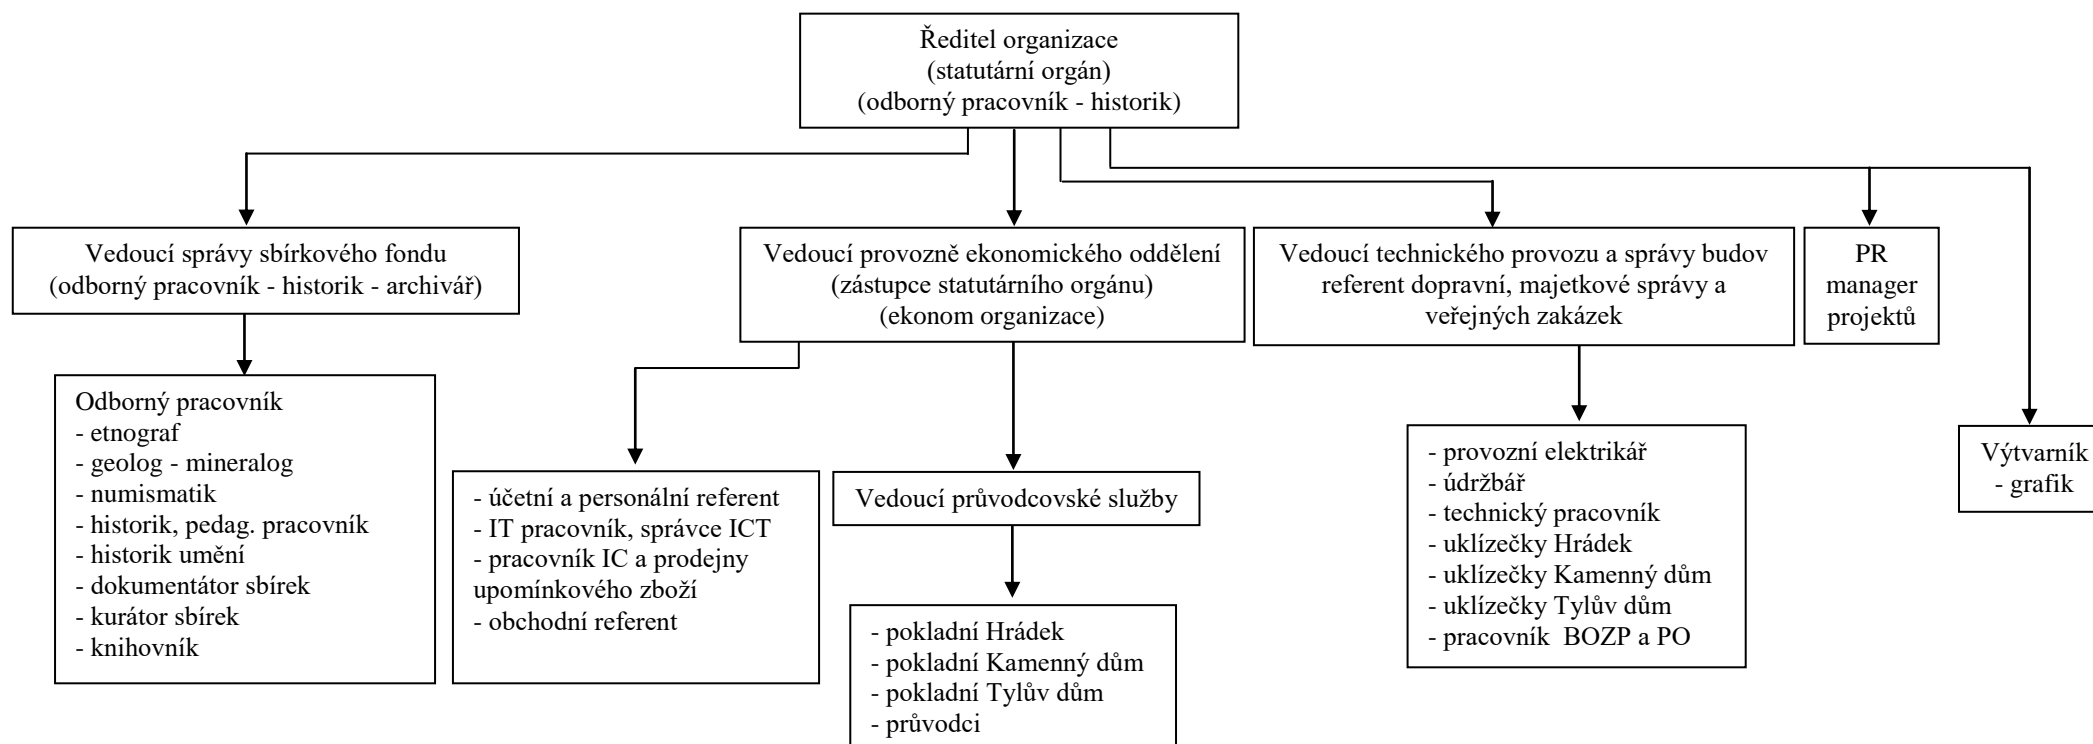 Ředitel organizace
(statutární orgán)
(odborný pracovník - historik)
Vedoucí správy sbírkového fondu
(odborný pracovník - historik - archivář)
Vedoucí provozně ekonomického oddělení
(zástupce statutárního orgánu)
(ekonom organizace)
Vedoucí technického provozu a správy budov
referent dopravní, majetkové správy a
veřejných zakázek
PR
manager
projektů
Odborný pracovník
- etnograf
- geolog - mineralog
- numismatik
- historik, pedag. pracovník
- historik umění
- dokumentátor sbírek
- kurátor sbírek
- knihovník
- účetní a personální referent
- IT pracovník, správce ICT
- pracovník IC a prodejny
upomínkového zboží
- obchodní referent
Vedoucí průvodcovské služby
- pokladní Hrádek
- pokladní Kamenný dům
- pokladní Tylův dům
- průvodci
- provozní elektrikář
- údržbář
- technický pracovník
- uklízečky Hrádek
- uklízečky Kamenný dům
- uklízečky Tylův dům
- pracovník  BOZP a PO
Výtvarník
- grafik